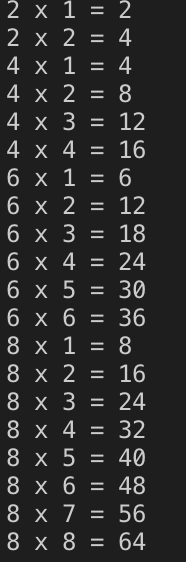 2 x 1 = 2
2 x 2 = 4
4 x 1 = 4
4 x 2 = 8
4 x 3 = 12
4 x 4 = 16
6 x 1 = 6
6 x 2 = 12
6 x 3 = 18
6 x 4 = 24
6 x 5 = 30
6 x 6 = 36
8 x 1 = 8
8 x 2 = 16
8 x 3 = 24
8 x 4 = 32
8 x 5 = 40
8 x 6 = 48
8 x 7 = 56
8 x 8 = 64